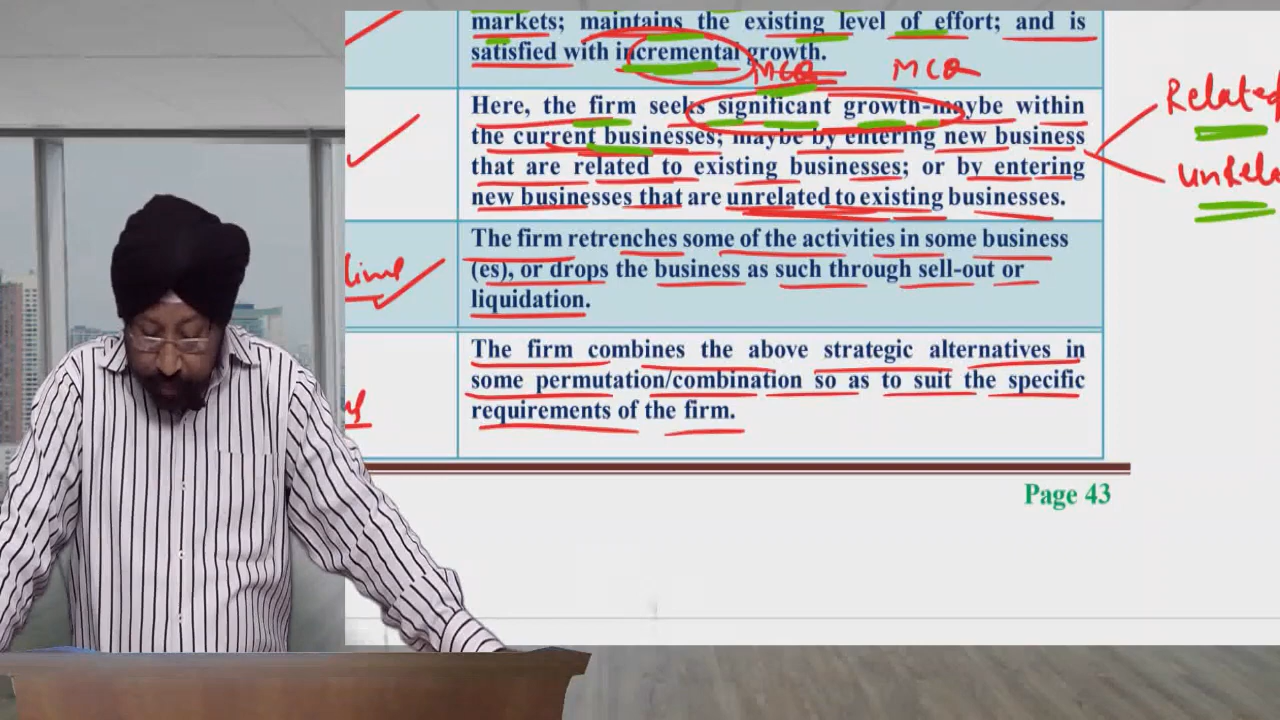 markets; maintains the existing level of effort; and is
satisfied with incremental growth.
MCQ MCQ
Here, the firm seeks significant growth-maybe within
the current businesses; maybe by entering new business
that are related to existing businesses; or by entering
new businesses that are unrelated to existing businesses.
Related
The firm retrenches some of the activities in some business
(es), or drops the business as such through sell-out or
liquidation.
The firm combines the above strategic alternatives in
some permutation/combination so as to suit the specific
requirements of the firm.
Page 43